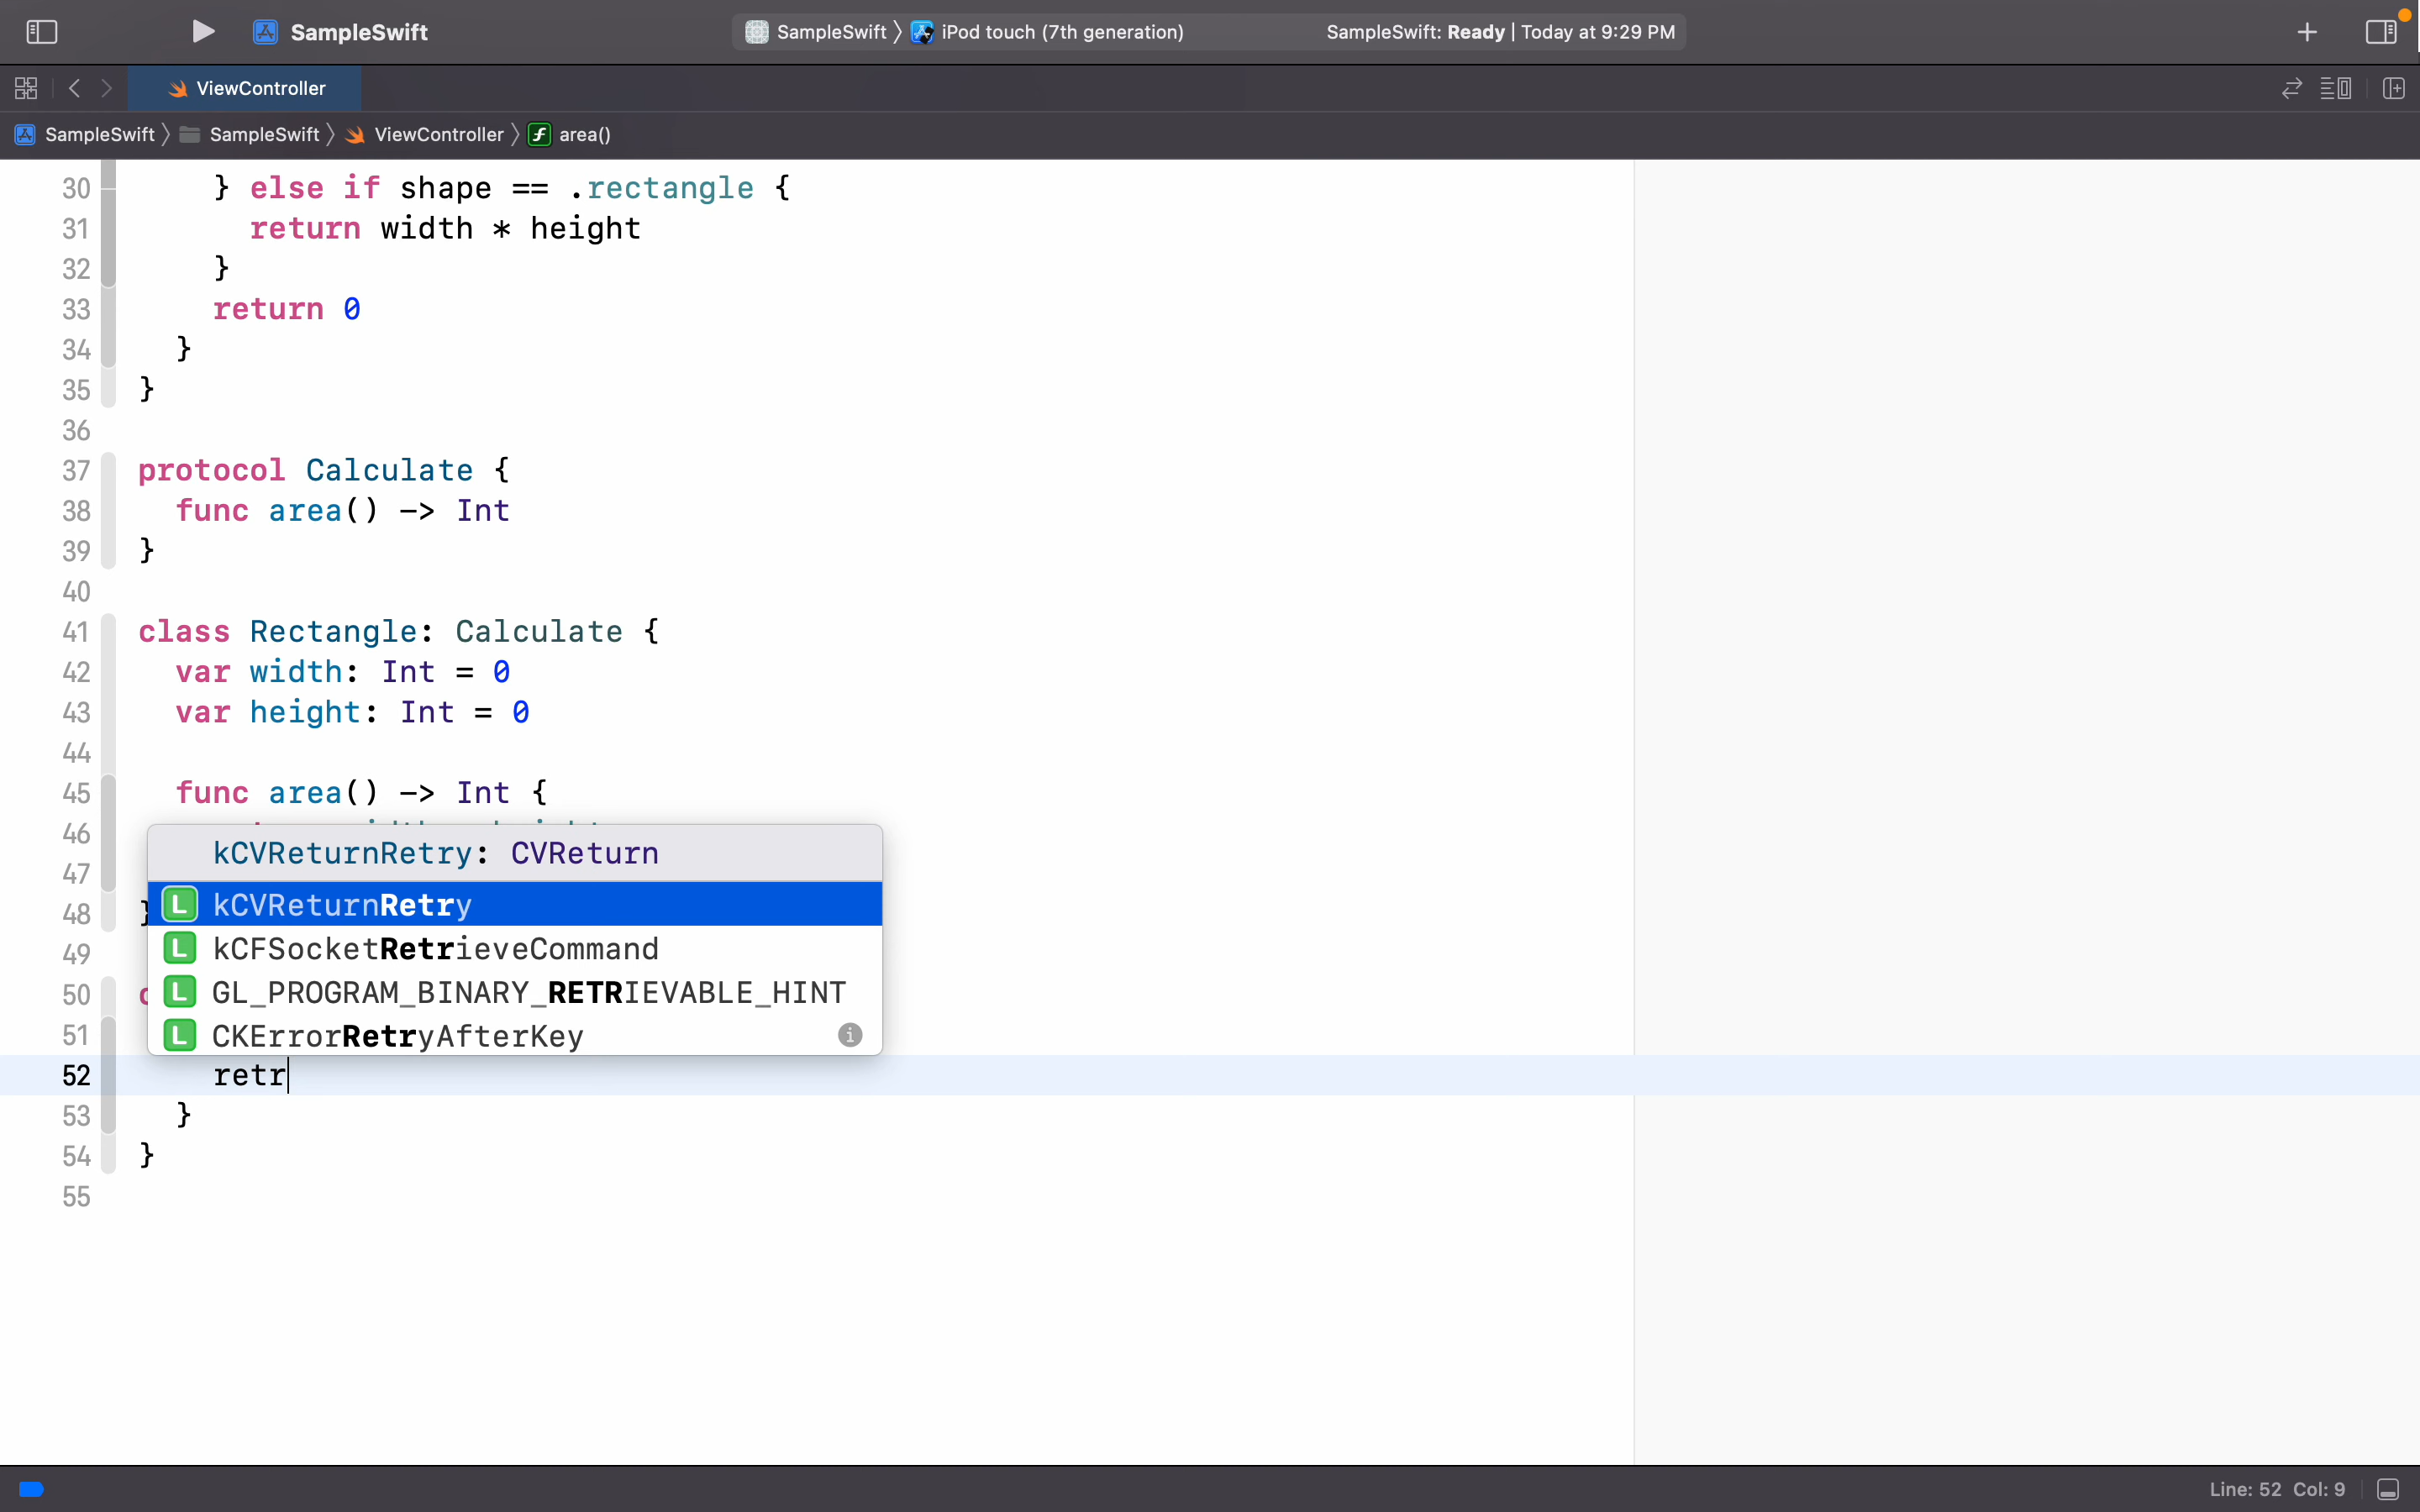 SampleSwift
SampleSwift 〉 iPod touch (7th generation)
SampleSwift: Ready | Today at 9:29 PM
ViewController
SampleSwift 〉 SampleSwift 〉 ViewController 〉 area()
30 } else if shape == .rectangle {
31 return width * height
32 }
33 return 0
34 }
35 }
36
37 protocol Calculate {
38 func area() -> Int
39 }
40
41 class Rectangle: Calculate {
42 var width: Int = 0
43 var height: Int = 0
44
45 func area() -> Int {
46
kCVReturnRetry: CVReturn
47
L kCVReturnRetry
48 }
L kCFSocketRetrieveCommand
49
L GL_PROGRAM_BINARY_RETRIEVABLE_HINT
50
L CKErrorRetryAfterKey
51
52 retr
53 }
54 }
55
Line: 52 Col: 9